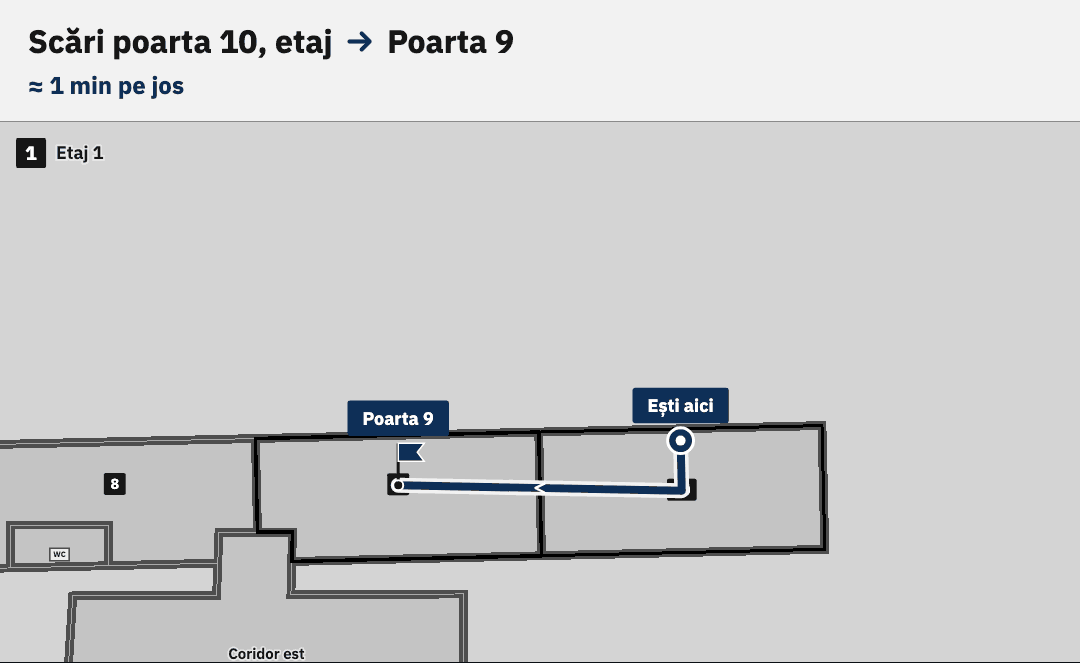 Scări poarta 10, etaj → Poarta 9
≈ 1 min pe jos
1 Etaj 1
Ești aici
Poarta 9
8
WC
Coridor est